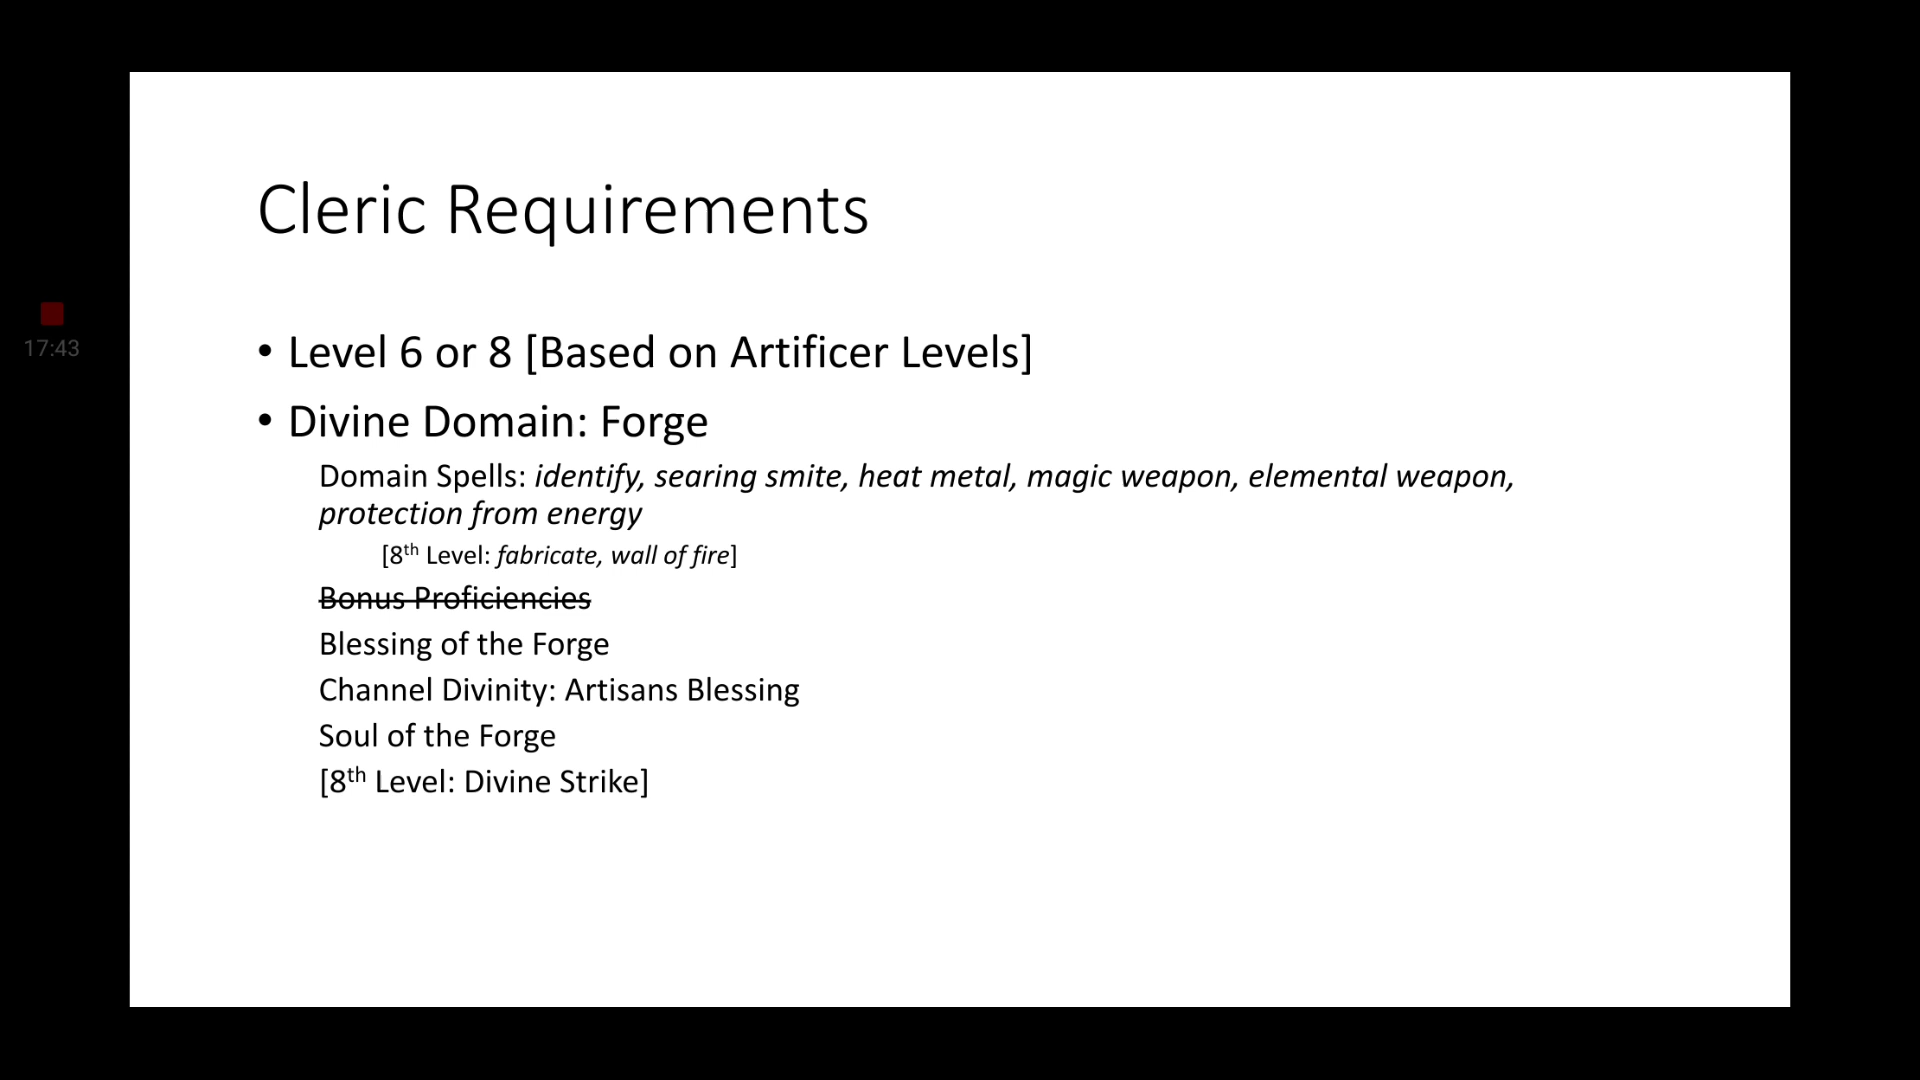 Cleric Requirements
17:43
• Level 6 or 8 [Based on Artificer Levels]
• Divine Domain: Forge
Domain Spells: identify, searing smite, heat metal, magic weapon, elemental weapon,
protection from energy
[8th Level: fabricate, wall of fire]
Bonus Proficiencies
Blessing of the Forge
Channel Divinity: Artisans Blessing
Soul of the Forge
[8th Level: Divine Strike]